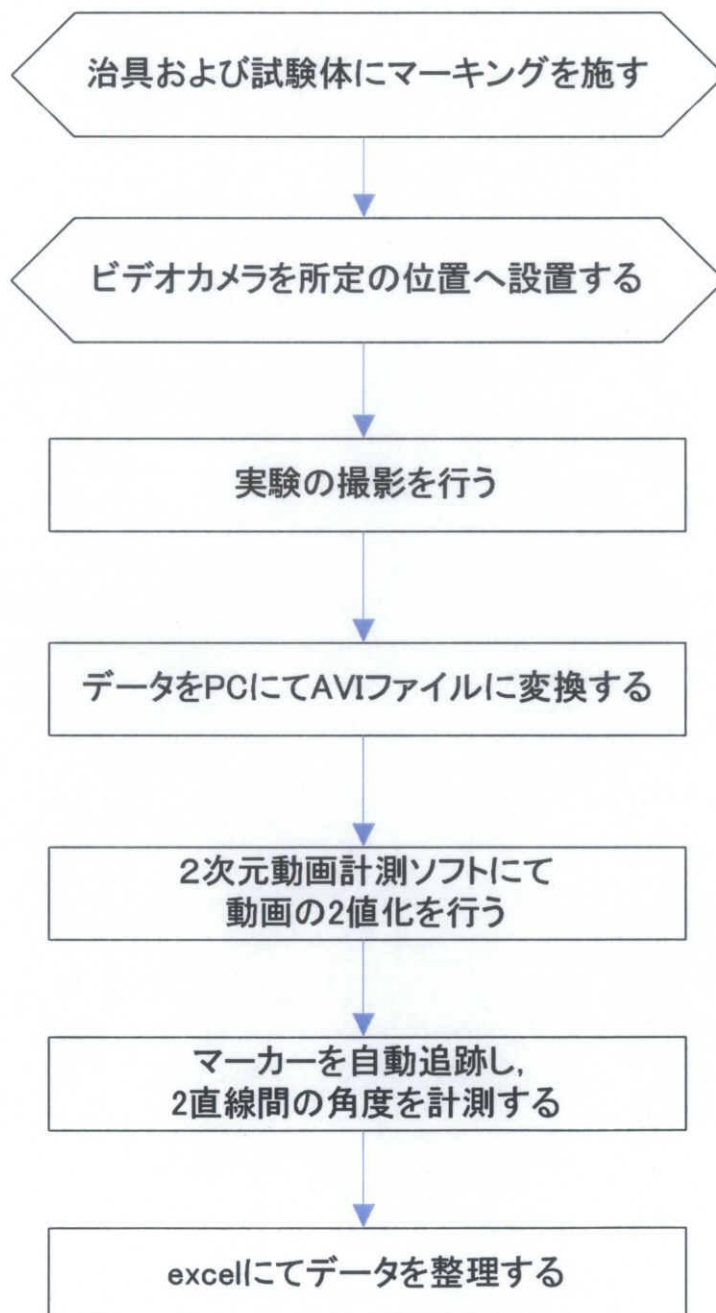 治具および試験体にマーキングを施す
ビデオカメラを所定の位置へ設置する
実験の撮影を行う
データをPCにてAVIファイルに変換する
２次元動画計測ソフトにて
動画の2値化を行う
マーカーを自動追跡し,
2直線間の角度を計測する
excelにてデータを整理する